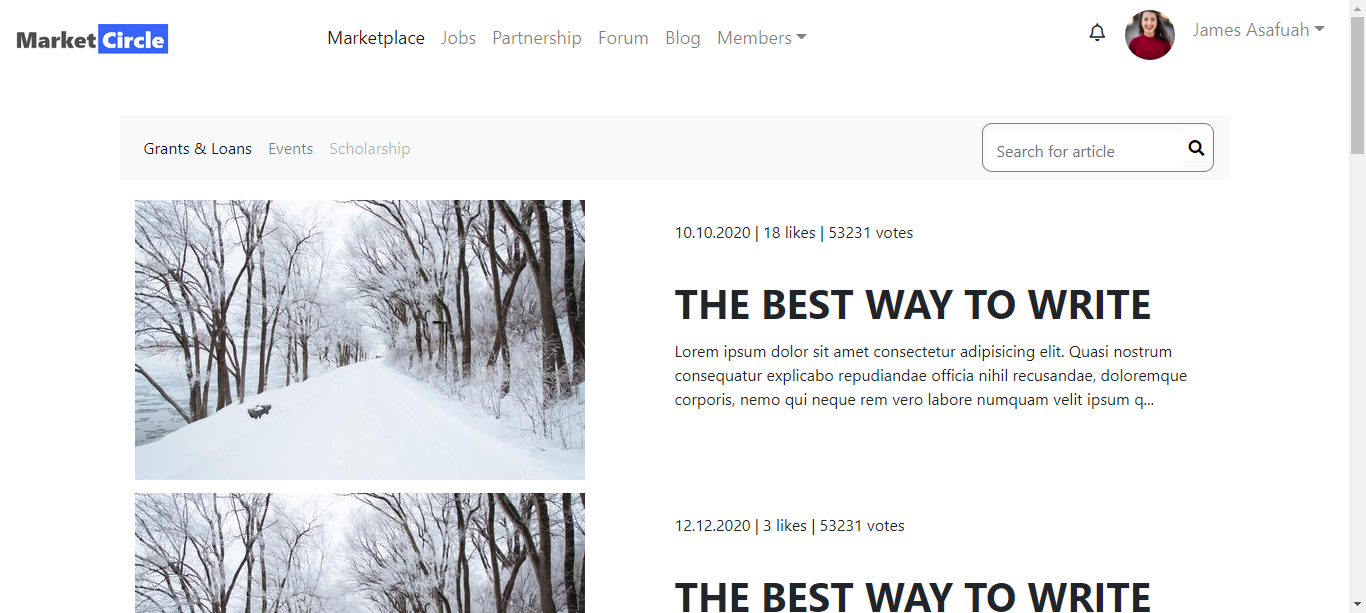 Market Circle
Marketplace Jobs Partnership Forum Blog Members
James Asafuah
Grants & Loans Events Scholarship
Search for article
10.10.2020 | 18 likes | 53231 votes
THE BEST WAY TO WRITE
Lorem ipsum dolor sit amet consectetur adipisicing elit. Quasi nostrum
consequatur explicabo repudiandae officia nihil recusandae, doloremque
corporis, nemo qui neque rem vero labore numquam velit ipsum q...
12.12.2020 | 3 likes | 53231 votes
THE BEST WAY TO WRITE